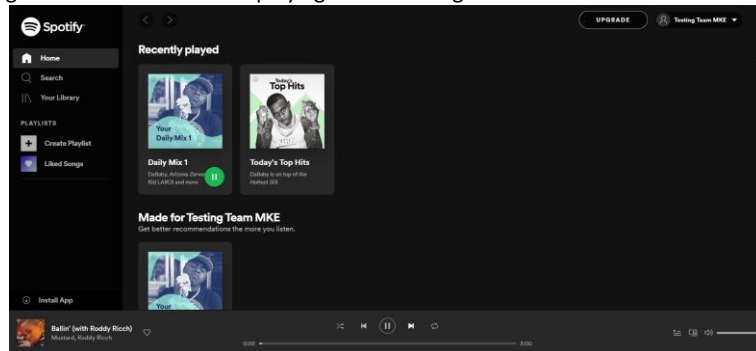 Spotify
UPGRADE
Testing Team MKE
Home
Search
Your Library
PLAYLISTS
Create Playlist
Liked Songs
Install App
Recently played
Your
Daily Mix 1
Daily Mix 1
DaBaby, Arizona Zervas,
Kid LAROI and more
Today's
Top Hits
Today's Top Hits
DaBaby is on top of the
Hottest 50!
Made for Testing Team MKE
Get better recommendations the more you listen.
Your
Ballin' (with Roddy Ricch)
Mustard, Roddy Ricch
0:02
3:00